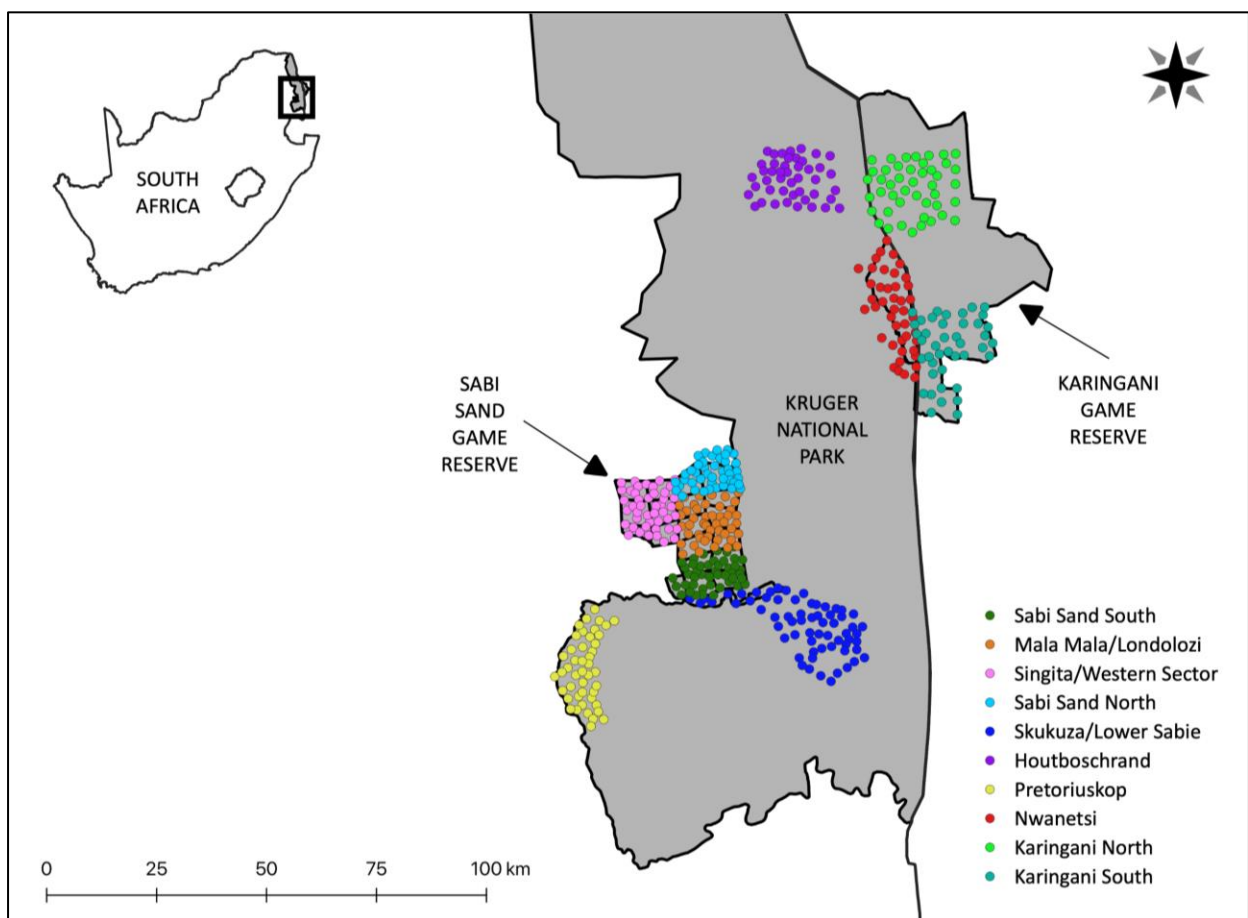 SOUTH
AFRICA
SABI
SAND
GAME
RESERVE
KRUGER
NATIONAL
PARK
KARINGANI
GAME
RESERVE
Sabi Sand South
Mala Mala/Londolozi
Singita/Western Sector
Sabi Sand North
Skukuza/Lower Sabie
Houtboschrand
Pretoriuskop
Nwanetsi
Karingani North
Karingani South
0 25 50 75 100 km